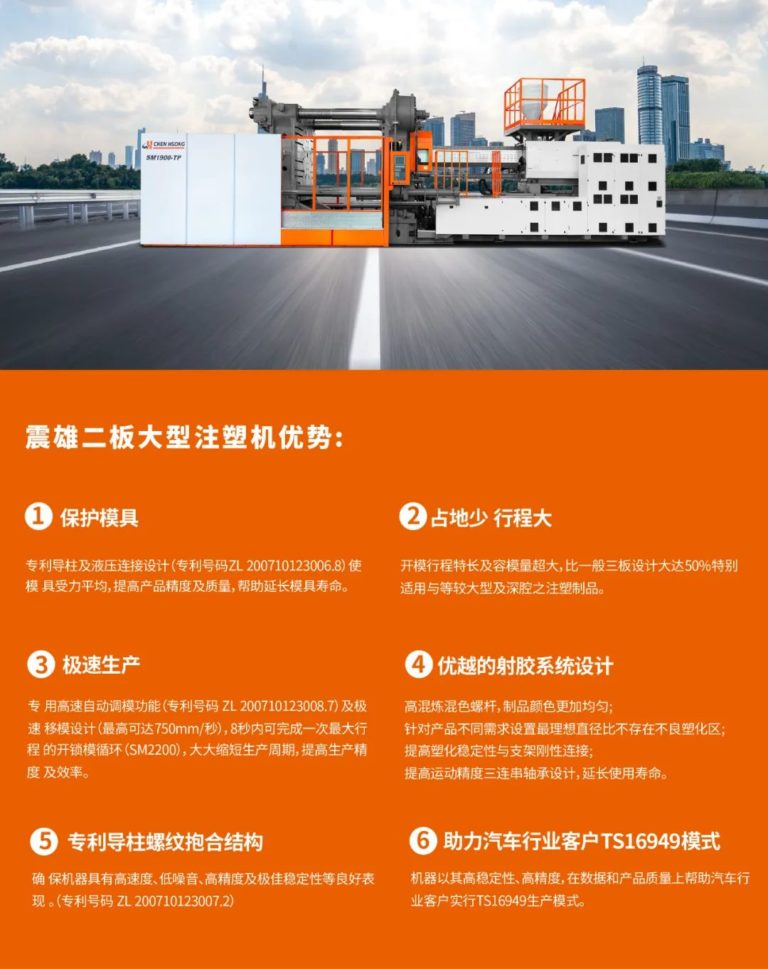 CHEN HSONG
SM1900-TP
震雄二板大型注塑机优势:
1 保护模具
专利导柱及液压连接设计(专利号码ZL 200710123006.8) 使
模 具受力平均,提高产品精度及质量,帮助延长模具寿命。
2 占地少 行程大
开模行程特长及容模量超大,比一般三板设计大达50%特别
适用与等较大型及深腔之注塑制品。
3 极速生产
专 用高速自动调模功能(专利号码 ZL 200710123008.7)及极
速 移模设计(最高可达750mm/秒),8秒内可完成一次最大行
程 的开锁模循环(SM2200),大大缩短生产周期,提高生产精
度 及效率。
4 优越的射胶系统设计
高混炼混色螺杆,制品颜色更加均匀;
针对产品不同需求设置最理想直径比不存在不良塑化区;
提高塑化稳定性与支架刚性连接;
提高运动精度三连串轴承设计,延长使用寿命。
5 专利导柱螺纹抱合结构
确 保机器具有高速度、低噪音、高精度及极佳稳定性等良好表
现 。(专利号码 ZL 200710123007.2)
6 助力汽车行业客户TS16949模式
机器以其高稳定性、高精度,在数据和产品质量上帮助汽车行
业客户实行TS16949生产模式。